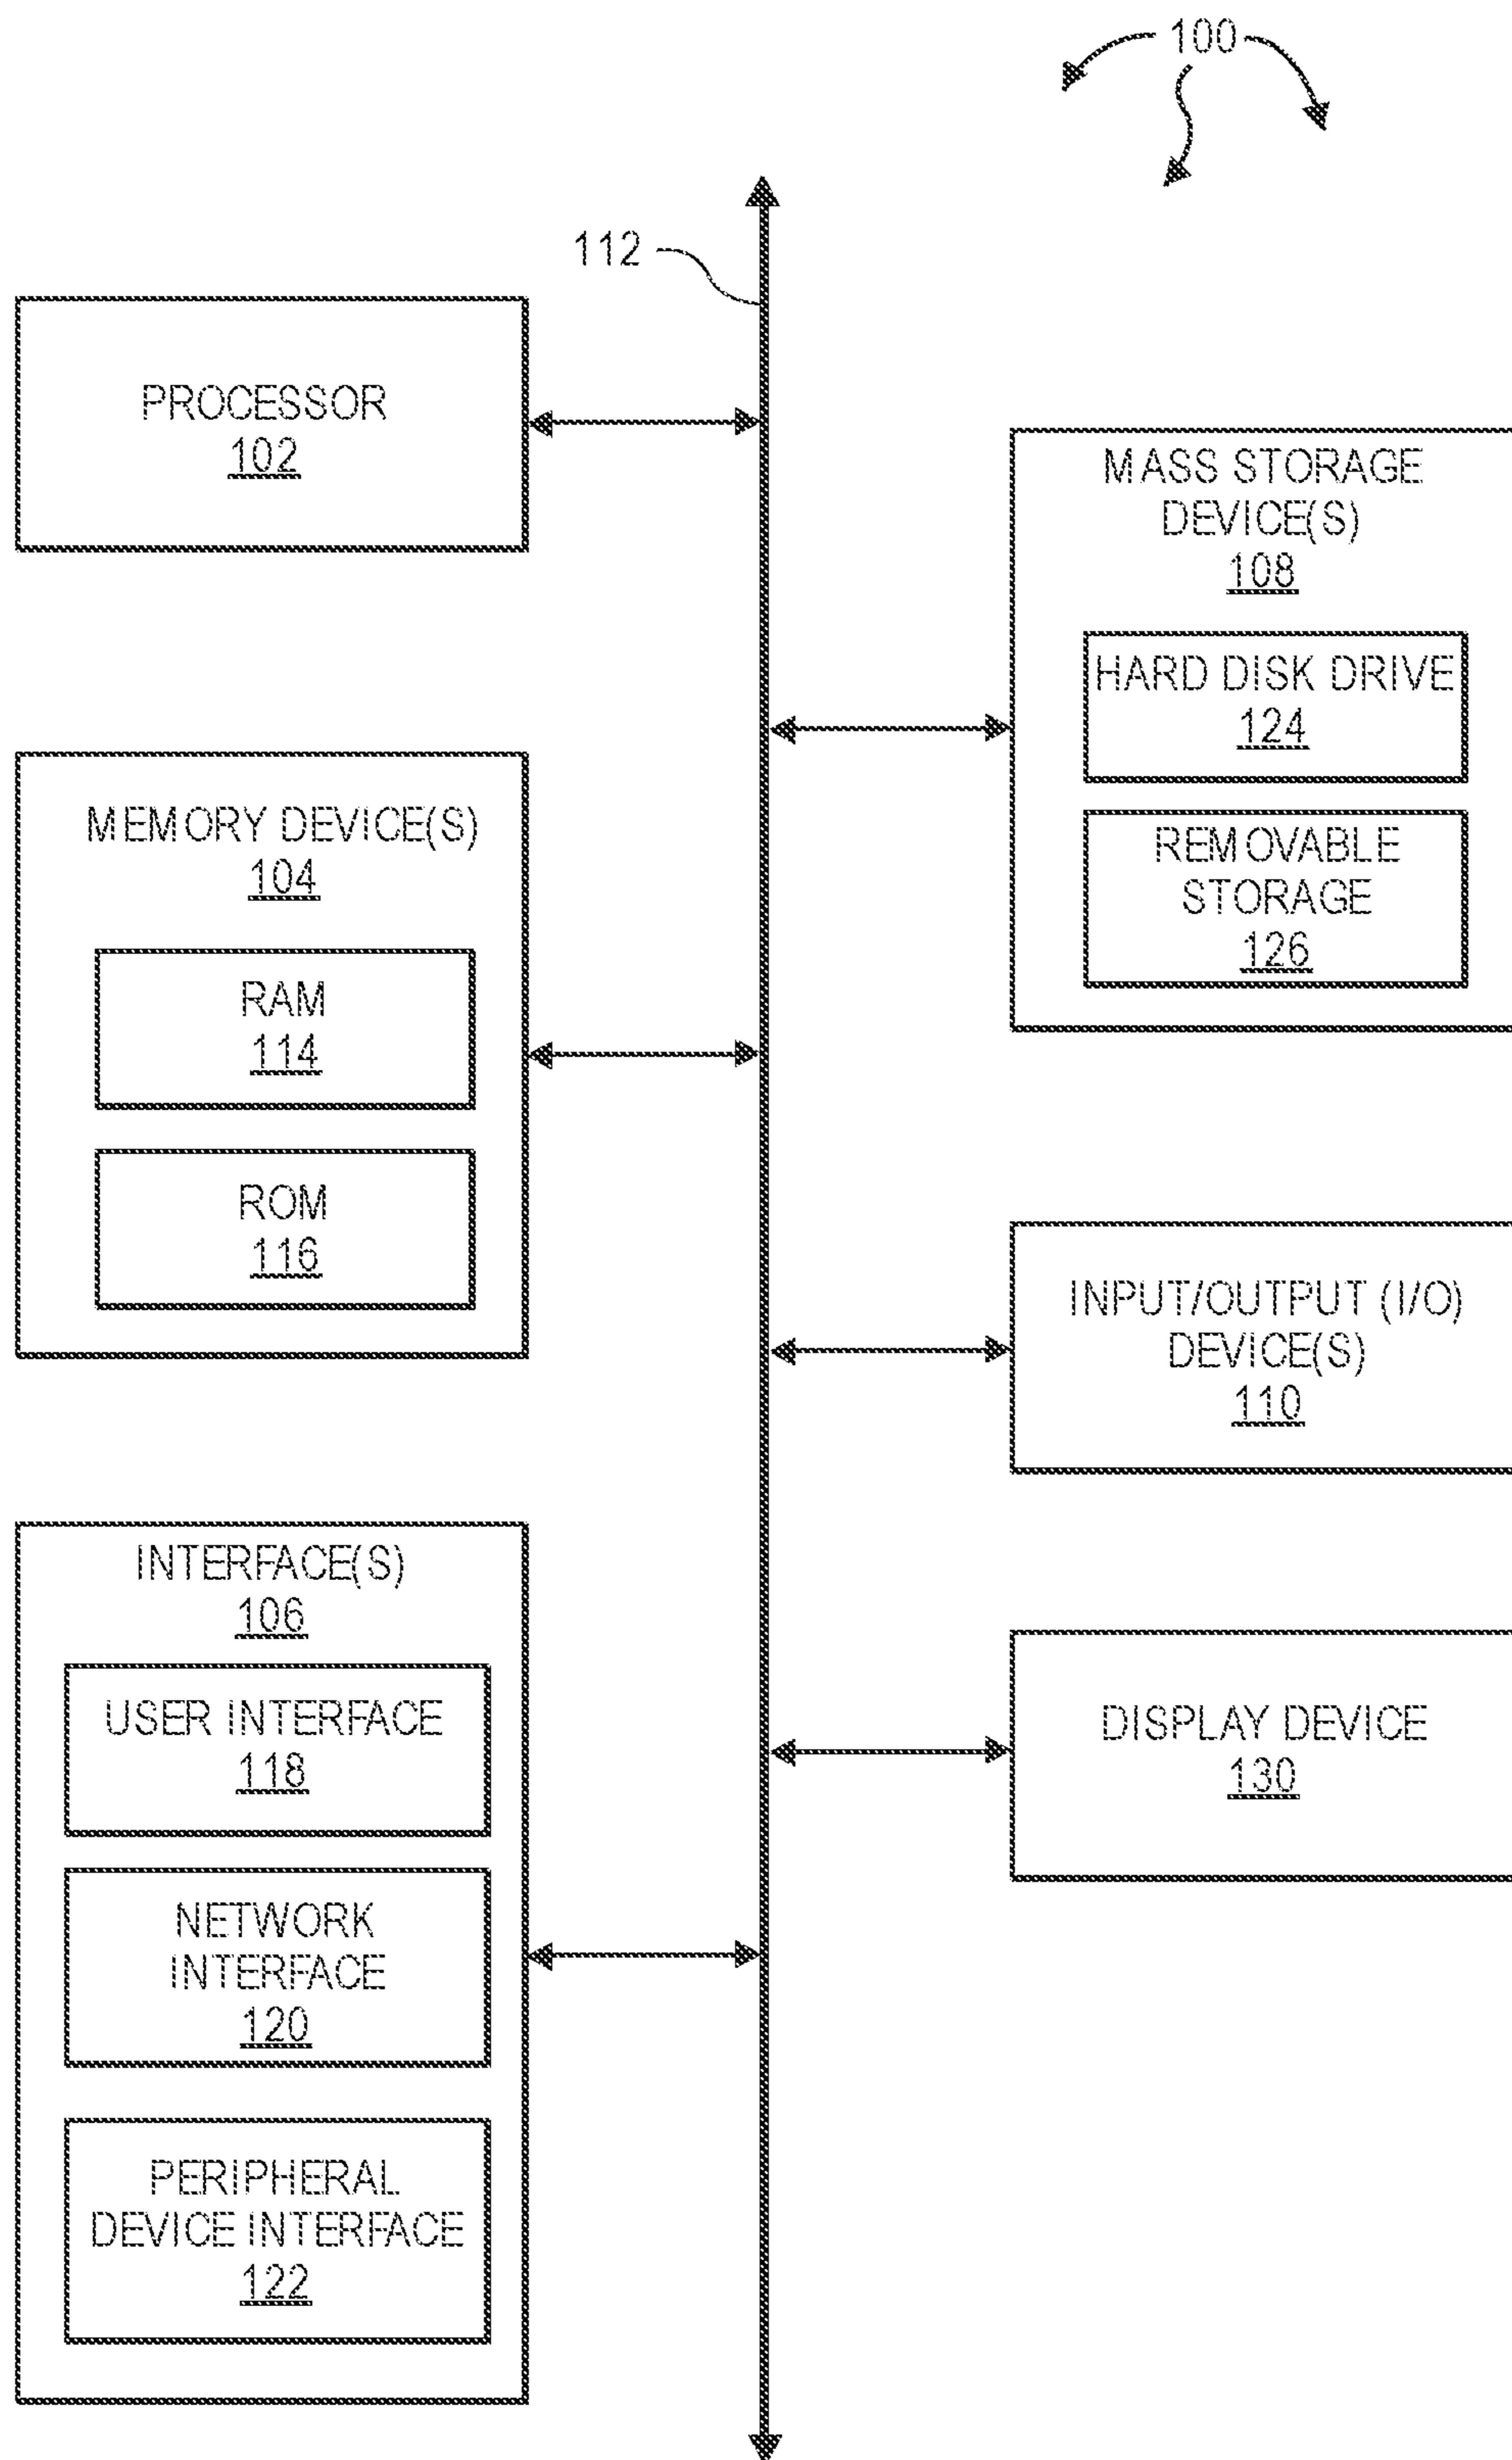 100
112
PROCESSOR
102
MASS STORAGE
DEVICE(S)
108
HARD DISK DRIVE
124
REMOVABLE
STORAGE
126
MEMORY DEVICE(S)
104
RAM
114
ROM
116
INPUT/OUTPUT (I/O)
DEVICE(S)
110
INTERFACE(S)
106
USER INTERFACE
118
NETWORK
INTERFACE
120
PERIPHERAL
DEVICE INTERFACE
122
DISPLAY DEVICE
130